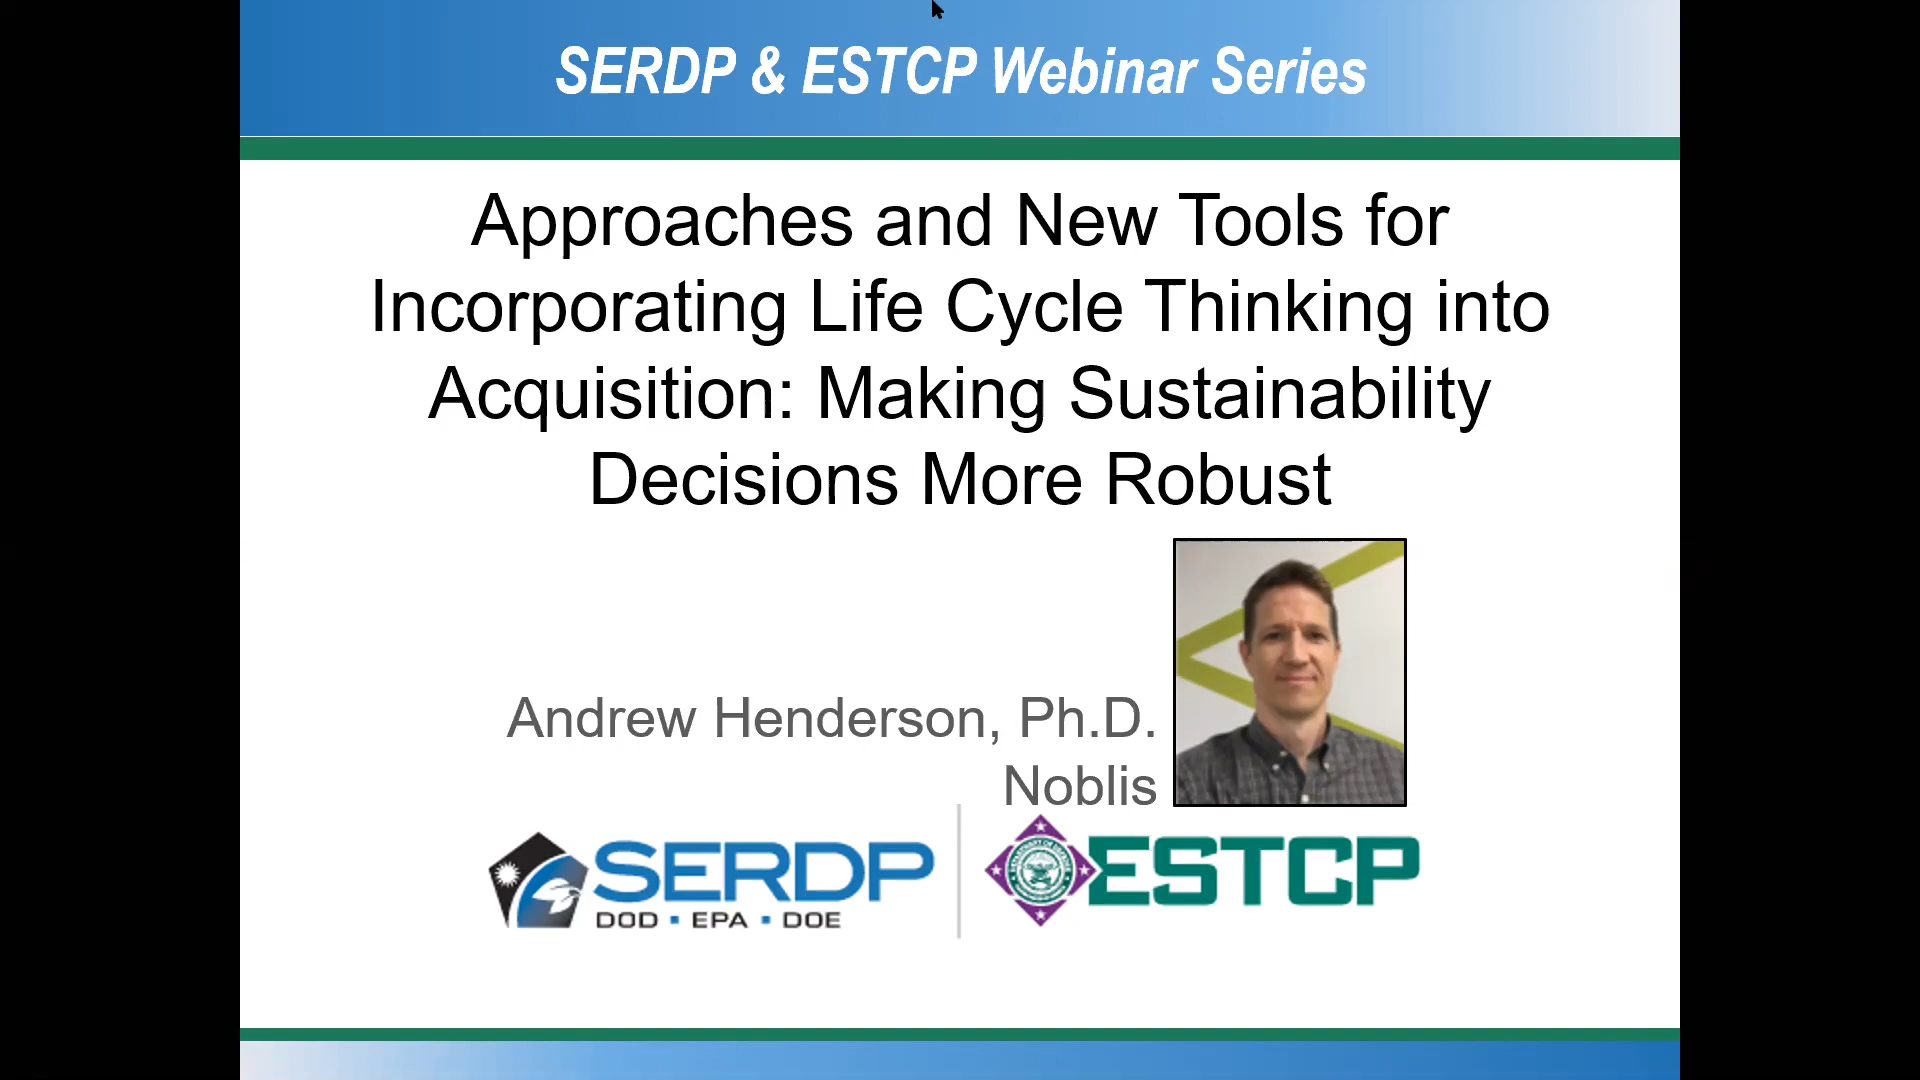 SERDP & ESTCP Webinar Series
Approaches and New Tools for
Incorporating Life Cycle Thinking into
Acquisition: Making Sustainability
Decisions More Robust
Andrew Henderson, Ph.D.
Noblis
SERDP
DOD • EPA • DOE
ESTCP